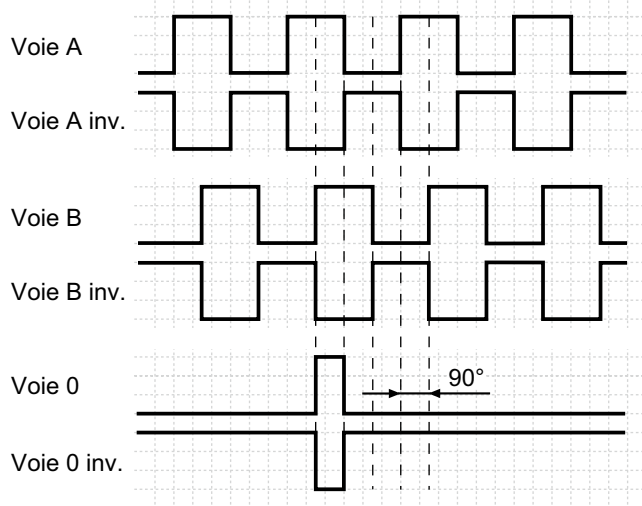 Voie A
Voie A inv.
Voie B
Voie B inv.
Voie 0
90°
Voie 0 inv.